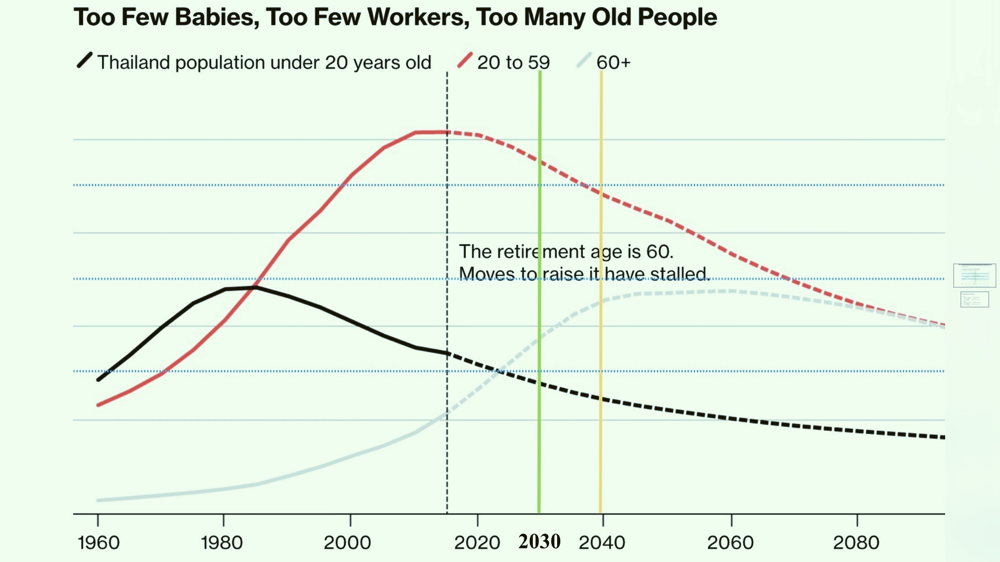 Too Few Babies, Too Few Workers, Too Many Old People
Thailand population under 20 years old 20 to 59 60+
The retirement age is 60.
Moves to raise it have stalled.
1960 1980 2000 2020 2030 2040 2060 2080